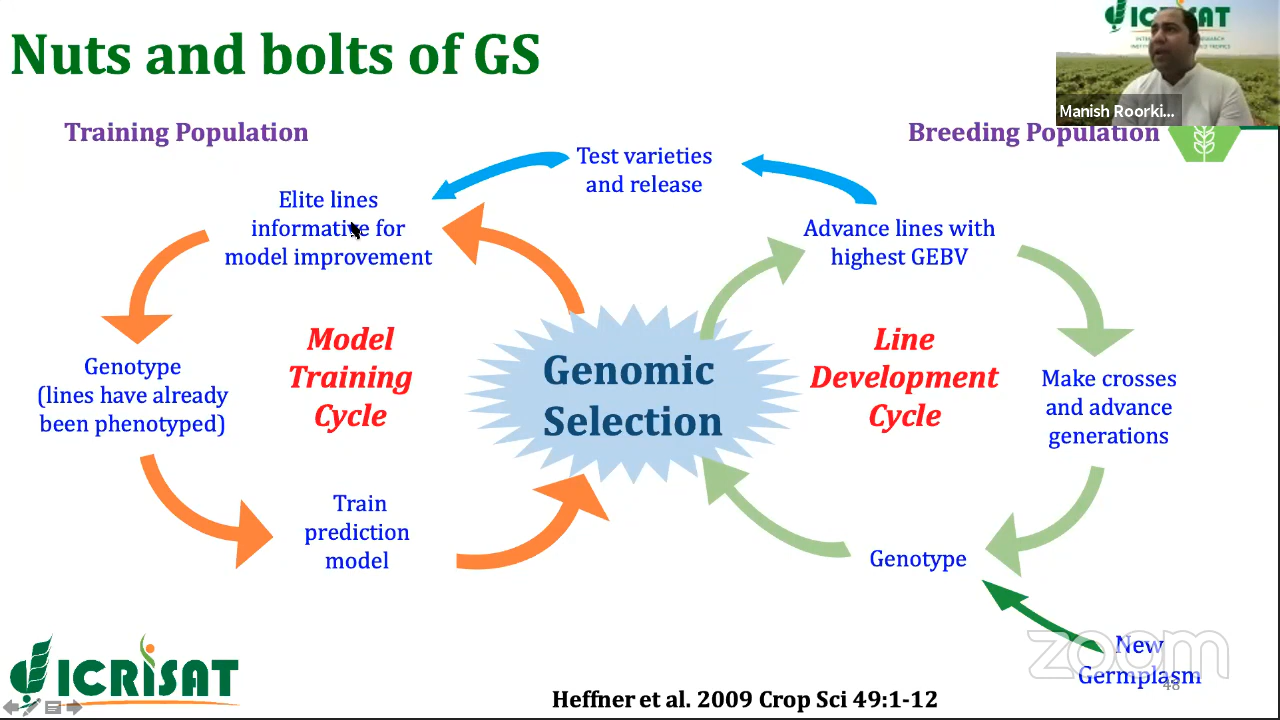 Nuts and bolts of GS
ICRISAT
Manish Roorki...
Training Population
Breeding Population
Test varieties
and release
Elite lines
informative for
model improvement
Advance lines with
highest GEBV
Model
Training
Cycle
Line
Development
Cycle
Genomic
Selection
Genotype
(lines have already
been phenotyped)
Make crosses
and advance
generations
Train
prediction
model
Genotype
New
Germplasm
zoom
48
ICRISAT
Heffner et al. 2009 Crop Sci 49:1-12